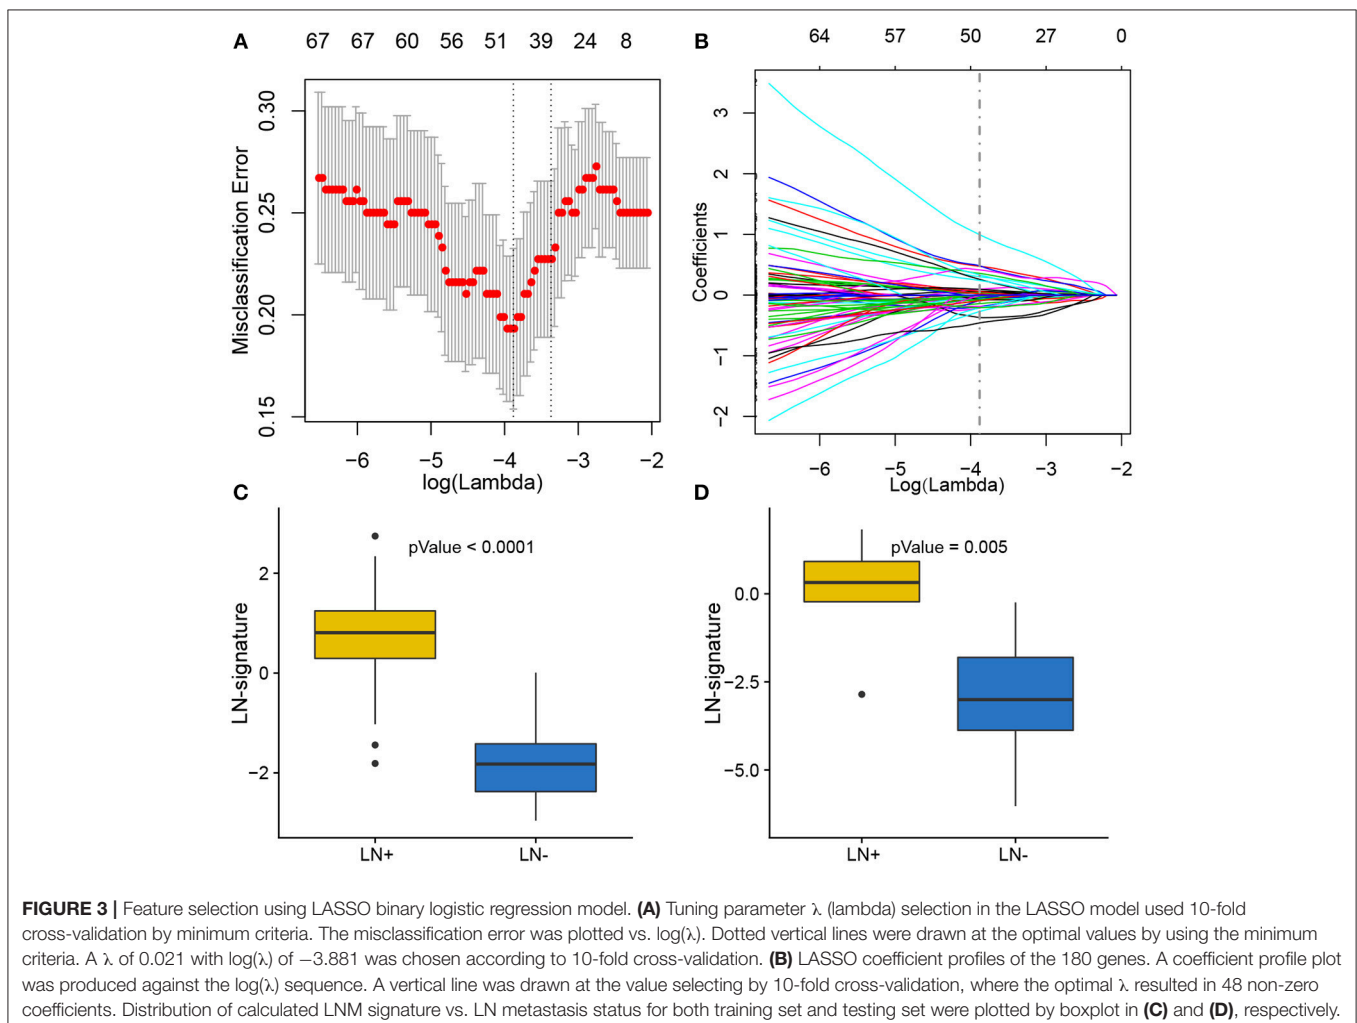 A
67 67 60 56 51 39 24 8
Misclassification Error
0.30
0.25
0.20
0.15
−6 −5 −4 −3 −2
log(Lambda)
B
64 57 50 27 0
Coefficients
3
2
1
0
−1
−2
−6 −5 −4 −3 −2
Log(Lambda)
C
pValue < 0.0001
LN-signature
2
0
−2
LN+ LN-
D
pValue = 0.005
LN-signature
0.0
−2.5
−5.0
LN+ LN-
FIGURE 3 | Feature selection using LASSO binary logistic regression model. (A) Tuning parameter λ (lambda) selection in the LASSO model used 10-fold
cross-validation by minimum criteria. The misclassification error was plotted vs. log(λ). Dotted vertical lines were drawn at the optimal values by using the minimum
criteria. A λ of 0.021 with log(λ) of −3.881 was chosen according to 10-fold cross-validation. (B) LASSO coefficient profiles of the 180 genes. A coefficient profile plot
was produced against the log(λ) sequence. A vertical line was drawn at the value selecting by 10-fold cross-validation, where the optimal λ resulted in 48 non-zero
coefficients. Distribution of calculated LNM signature vs. LN metastasis status for both training set and testing set were plotted by boxplot in (C) and (D), respectively.